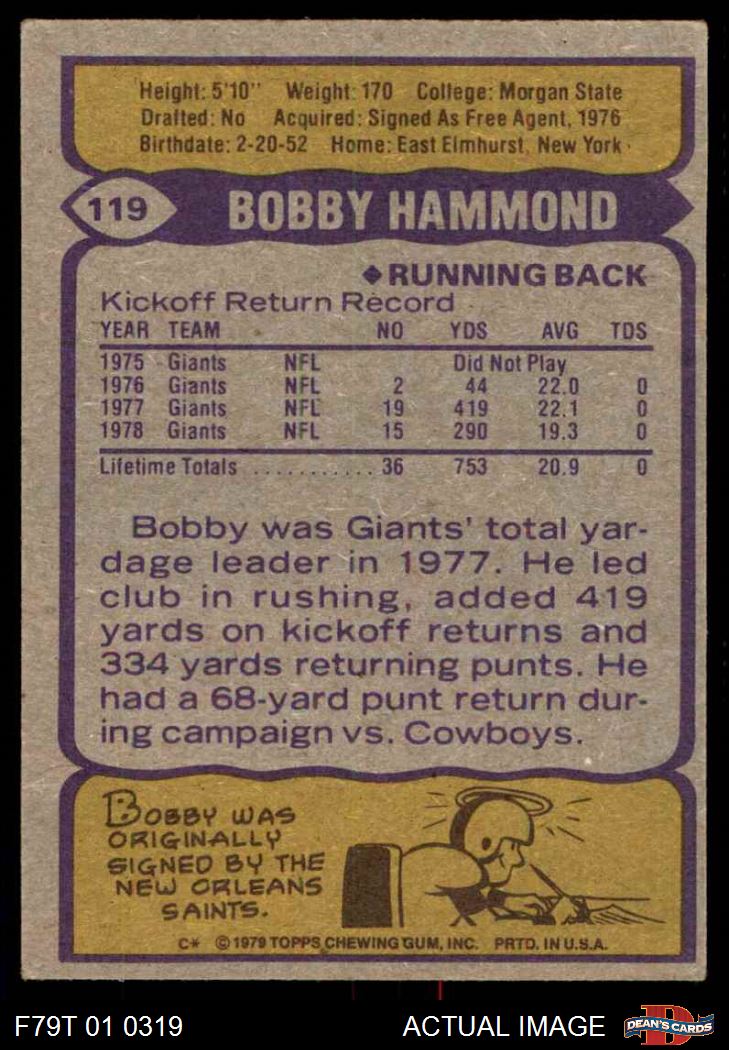 Height: 5'10" Weight: 170 College: Morgan State
Drafted: No Acquired: Signed As Free Agent, 1976
Birthdate: 2-20-52 Home: East Elmhurst, New York
119 BOBBY HAMMOND
◆RUNNING BACK
Kickoff Return Record
YEAR TEAM NO YDS AVG TDS
1975 Giants NFL Did Not Play
1976 Giants NFL 2 44 22.0 0
1977 Giants NFL 19 419 22.1 0
1978 Giants NFL 15 290 19.3 0
Lifetime Totals ........... 36 753 20.9 0
Bobby was Giants' total yar-
dage leader in 1977. He led
club in rushing, added 419
yards on kickoff returns and
334 yards returning punts. He
had a 68-yard punt return dur-
ing campaign vs. Cowboys.
BOBBY WAS
ORIGINALLY
SIGNED BY THE
NEW ORLEANS
SAINTS.
C* © 1979 TOPPS CHEWING GUM, INC. PRTD. IN U.S.A.
F79T 01 0319 ACTUAL IMAGE D DEAN'S CARDS